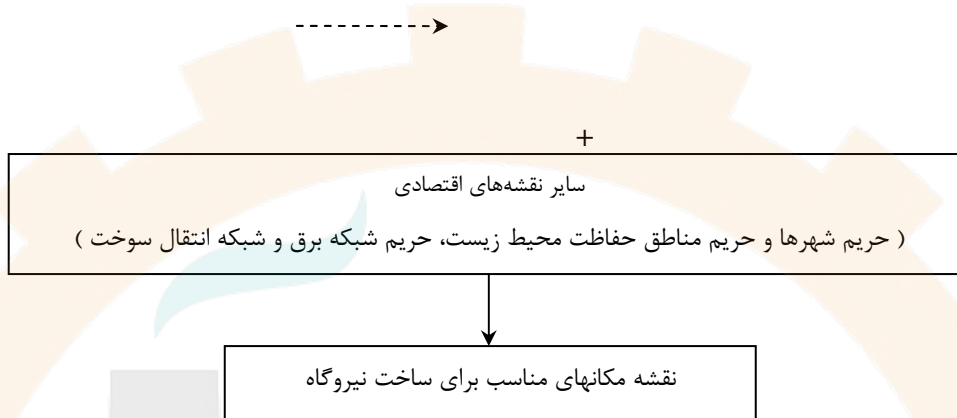 +
سایر نقشه‌های اقتصادی
( حریم شهرها و حریم مناطق حفاظت محیط زیست، حریم شبکه برق و شبکه انتقال سوخت )
نقشه مکانهای مناسب برای ساخت نیروگاه